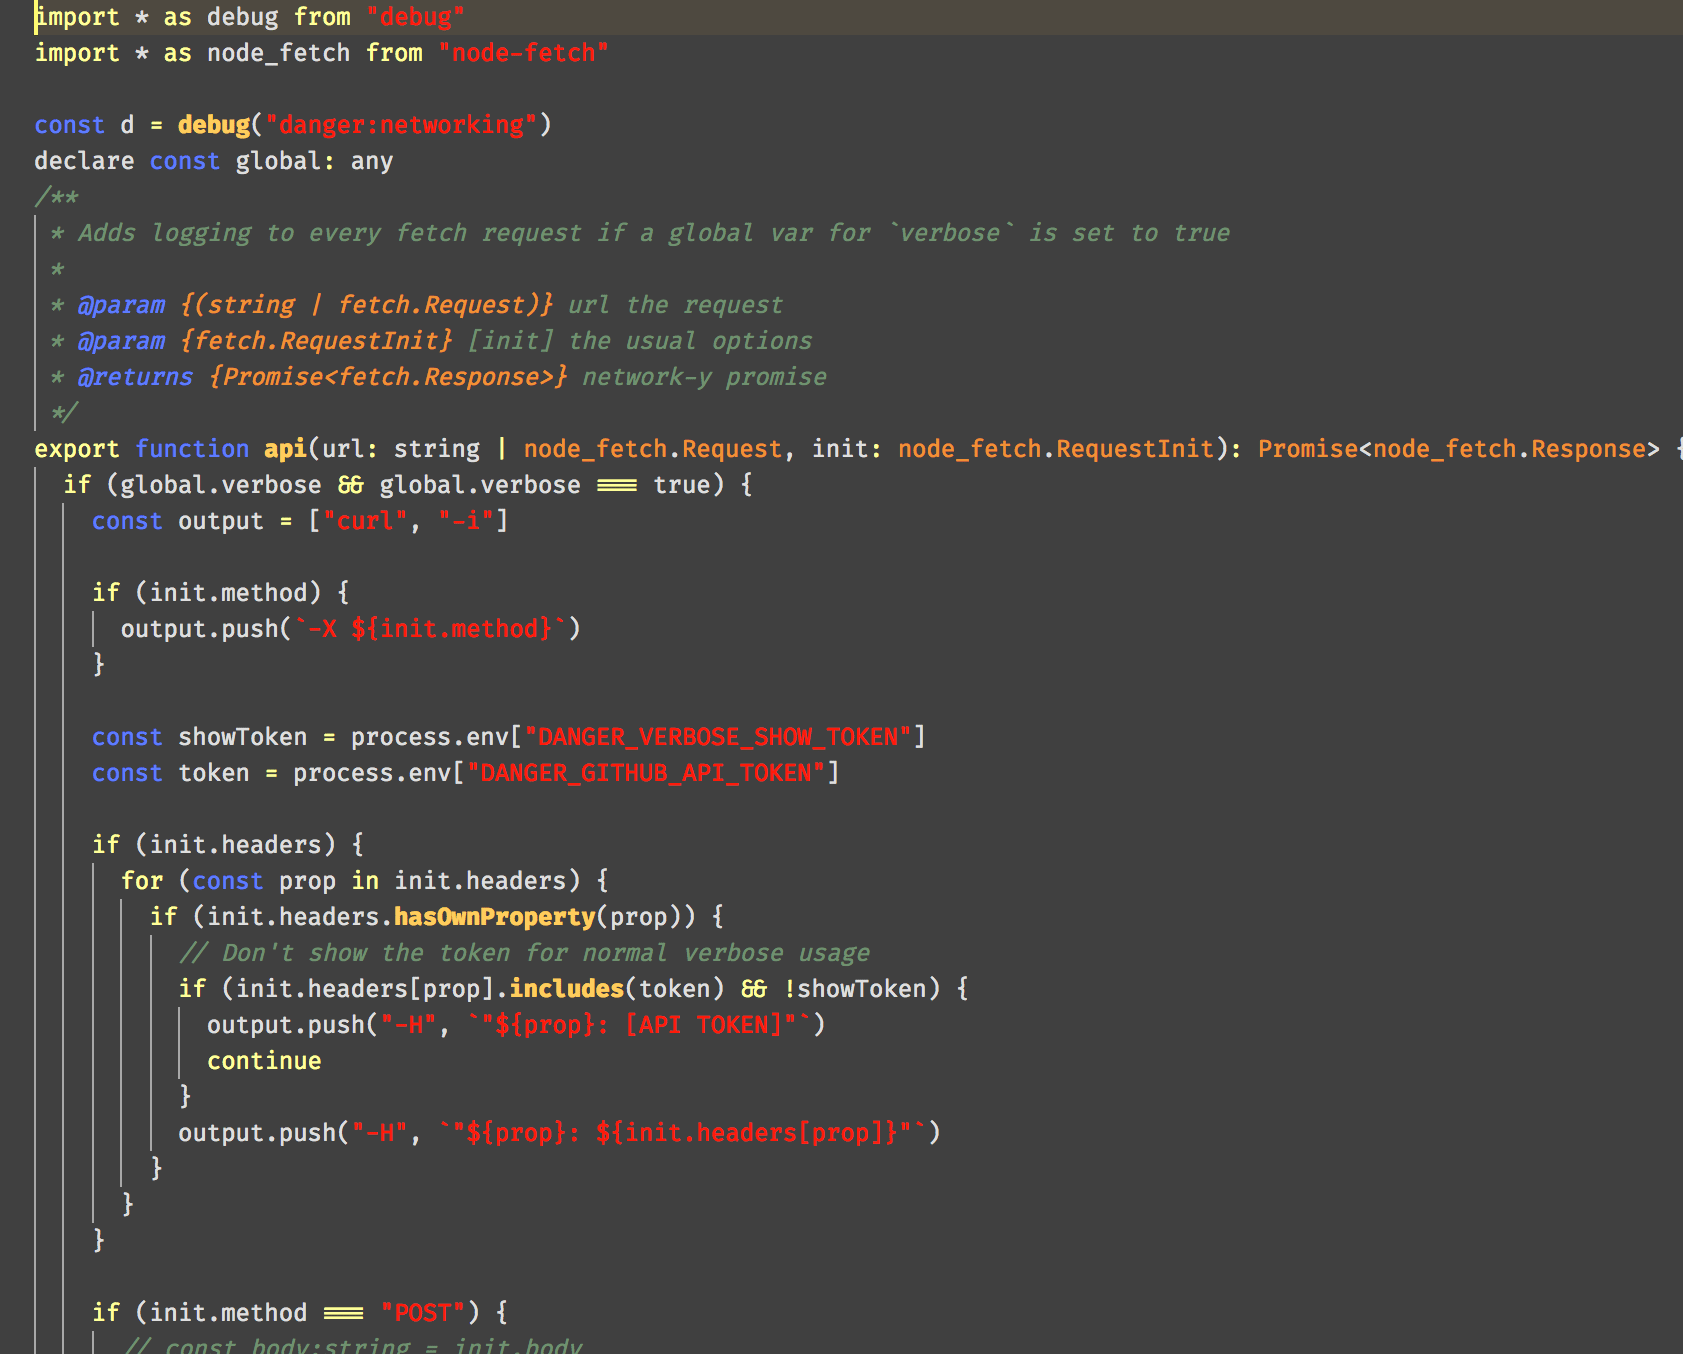 import * as debug from "debug"
import * as node_fetch from "node-fetch"
const d = debug("danger:networking")
declare const global: any
/**
* Adds logging to every fetch request if a global var for `verbose` is set to true
*
* @param {(string | fetch.Request)} url the request
* @param {fetch.RequestInit} [init] the usual options
* @returns {Promise<fetch.Response>} network-y promise
*/
export function api(url: string | node_fetch.Request, init: node_fetch.RequestInit): Promise<node_fetch.Response> {
if (global.verbose && global.verbose === true) {
const output = ["curl", "-i"]
if (init.method) {
output.push(`-X ${init.method}`)
}
const showToken = process.env["DANGER_VERBOSE_SHOW_TOKEN"]
const token = process.env["DANGER_GITHUB_API_TOKEN"]
if (init.headers) {
for (const prop in init.headers) {
if (init.headers.hasOwnProperty(prop)) {
// Don't show the token for normal verbose usage
if (init.headers[prop].includes(token) && !showToken) {
output.push("-H", `"${prop}: [API TOKEN]"`)
continue
}
output.push("-H", `"${prop}: ${init.headers[prop]}"`)
}
}
}
if (init.method === "POST") {
// const body:string = init.body